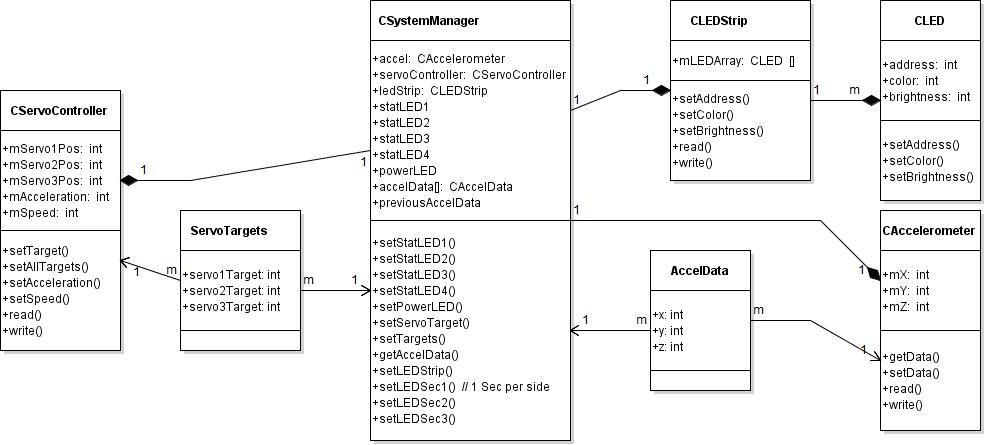 CServoController
+mServo1Pos: int
+mServo2Pos: int
+mServo3Pos: int
+mAcceleration: int
+mSpeed: int
+setTarget()
+setAllTargets()
+setAcceleration()
+setSpeed()
+read()
+write()
1
1
ServoTargets
+servo1Target: int
+servo2Target: int
+servo3Target: int
m
1
m
1
CSystemManager
+accel: CAccelerometer
+servoController: CServoController
+ledStrip: CLEDStrip
+statLED1
+statLED2
+statLED3
+statLED4
+powerLED
+accelData[]: CAccelData
+previousAccelData
+setStatLED1()
+setStatLED2()
+setStatLED3()
+setStatLED4()
+setPowerLED()
+setServoTarget()
+setTargets()
+getAccelData()
+setLEDStrip()
+setLEDSec1() // 1 Sec per side
+setLEDSec2()
+setLEDSec3()
1
1
CLEDStrip
+mLEDArray: CLED []
+setAddress()
+setColor()
+setBrightness()
+read()
+write()
1
m
CLED
+address: int
+color: int
+brightness: int
+setAddress()
+setColor()
+setBrightness()
1
1
AccelData
+x: int
+y: int
+z: int
1
m
m
1
CAccelerometer
+mX: int
+mY: int
+mZ: int
+getData()
+setData()
+read()
+write()